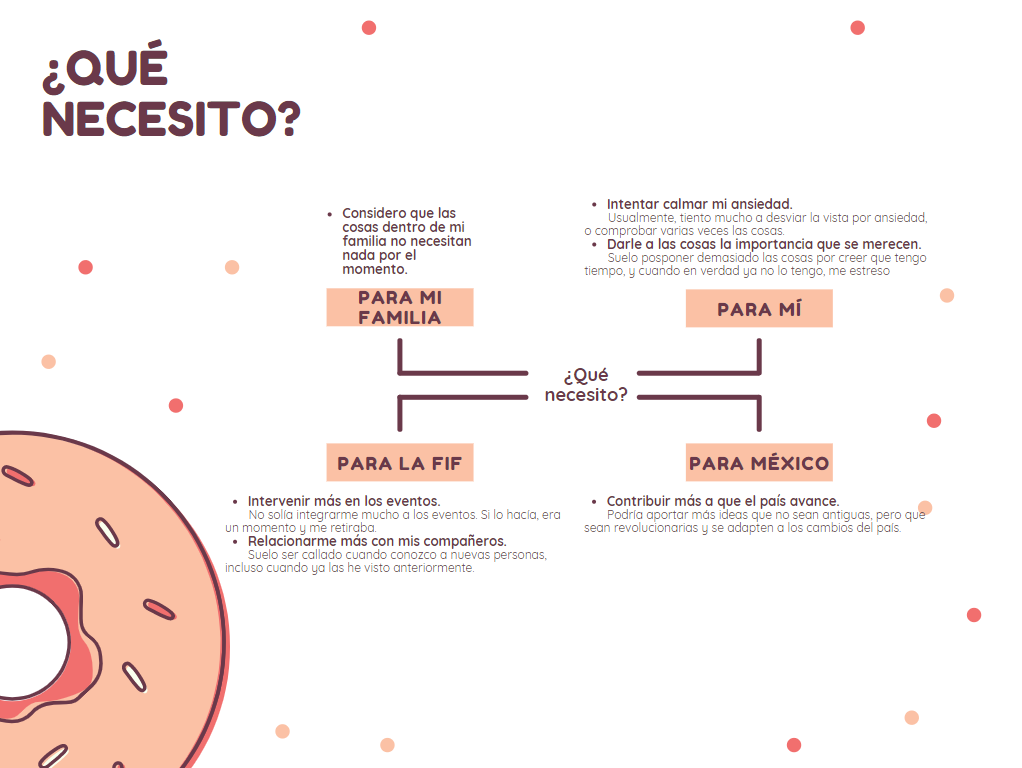 ¿QUÉ
NECESITO?
• Considero que las
cosas dentro de mi
familia no necesitan
nada por el
momento.
PARA MI
FAMILIA
• Intentar calmar mi ansiedad.
Usualmente, tiento mucho a desviar la vista por ansiedad,
o comprobar varias veces las cosas.
• Darle a las cosas la importancia que se merecen.
Suelo posponer demasiado las cosas por creer que tengo
tiempo, y cuando en verdad ya no lo tengo, me estreso
PARA MÍ
¿Qué
necesito?
PARA LA FIF
• Intervenir más en los eventos.
No solía integrarme mucho a los eventos. Si lo hacía, era
un momento y me retiraba.
• Relacionarme más con mis compañeros.
Suelo ser callado cuando conozco a nuevas personas,
incluso cuando ya las he visto anteriormente.
PARA MÉXICO
• Contribuir más a que el país avance.
Podría aportar más ideas que no sean antiguas, pero que
sean revolucionarias y se adapten a los cambios del país.